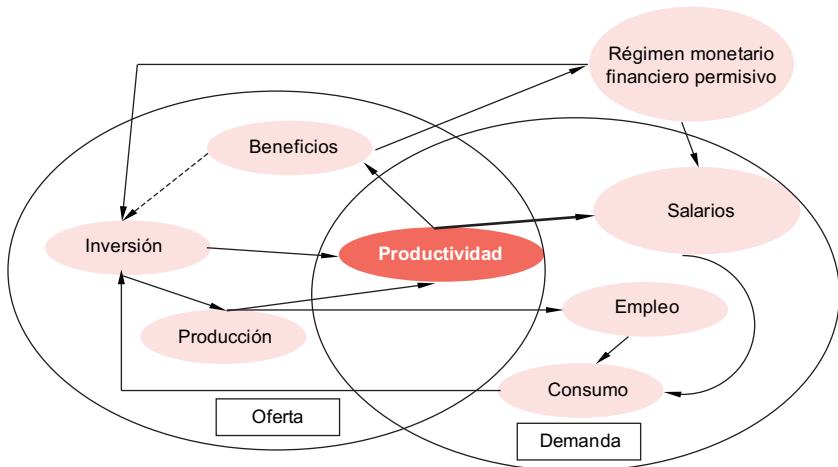 Régimen monetario
financiero permisivo
Beneficios
Salarios
Inversión
Productividad
Empleo
Producción
Consumo
Oferta
Demanda